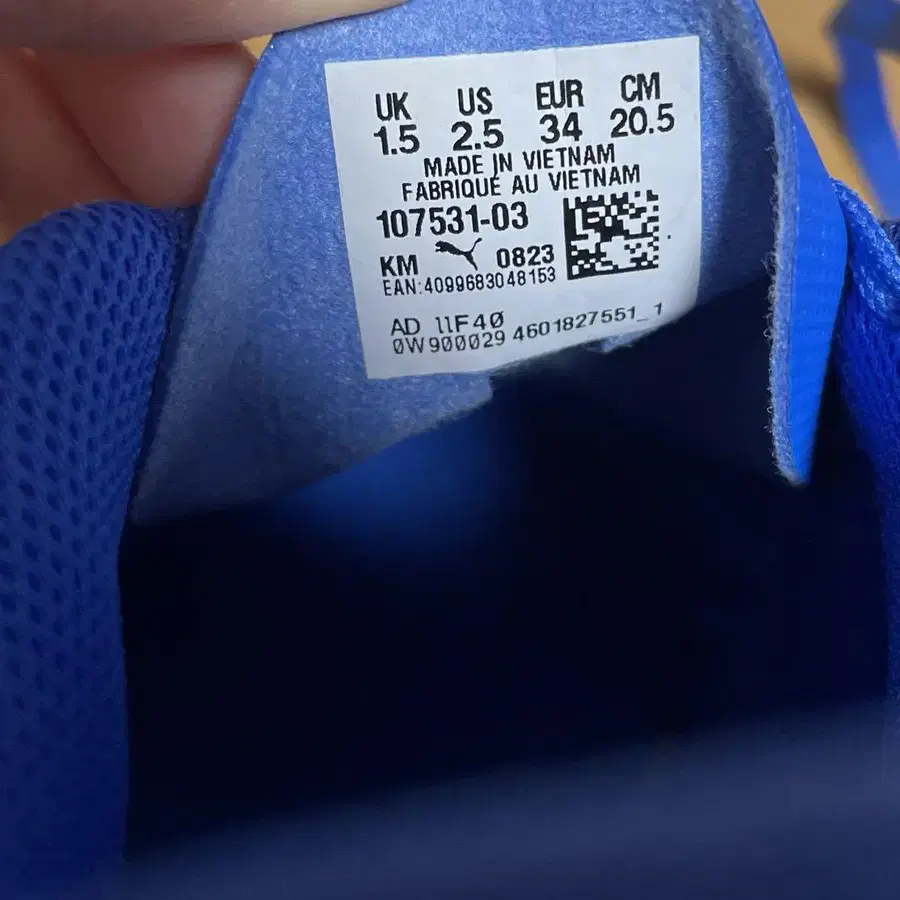 UK US EUR CM
1.5 2.5 34 20.5
MADE IN VIETNAM
FABRIQUÉ AU VIETNAM
107531-03
KM 0823
EAN:4099683048153
AD 11F40
0W900029 4601827551_1